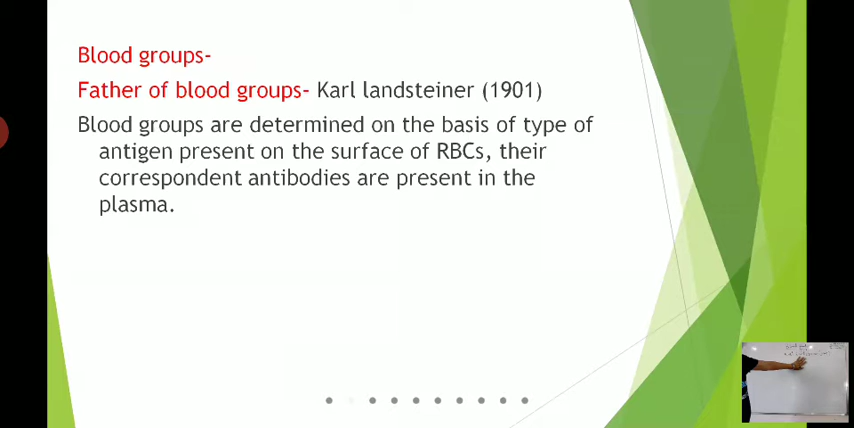 Blood groups-
Father of blood groups- Karl landsteiner (1901)
Blood groups are determined on the basis of type of
antigen present on the surface of RBCs, their
correspondent antibodies are present in the
plasma.